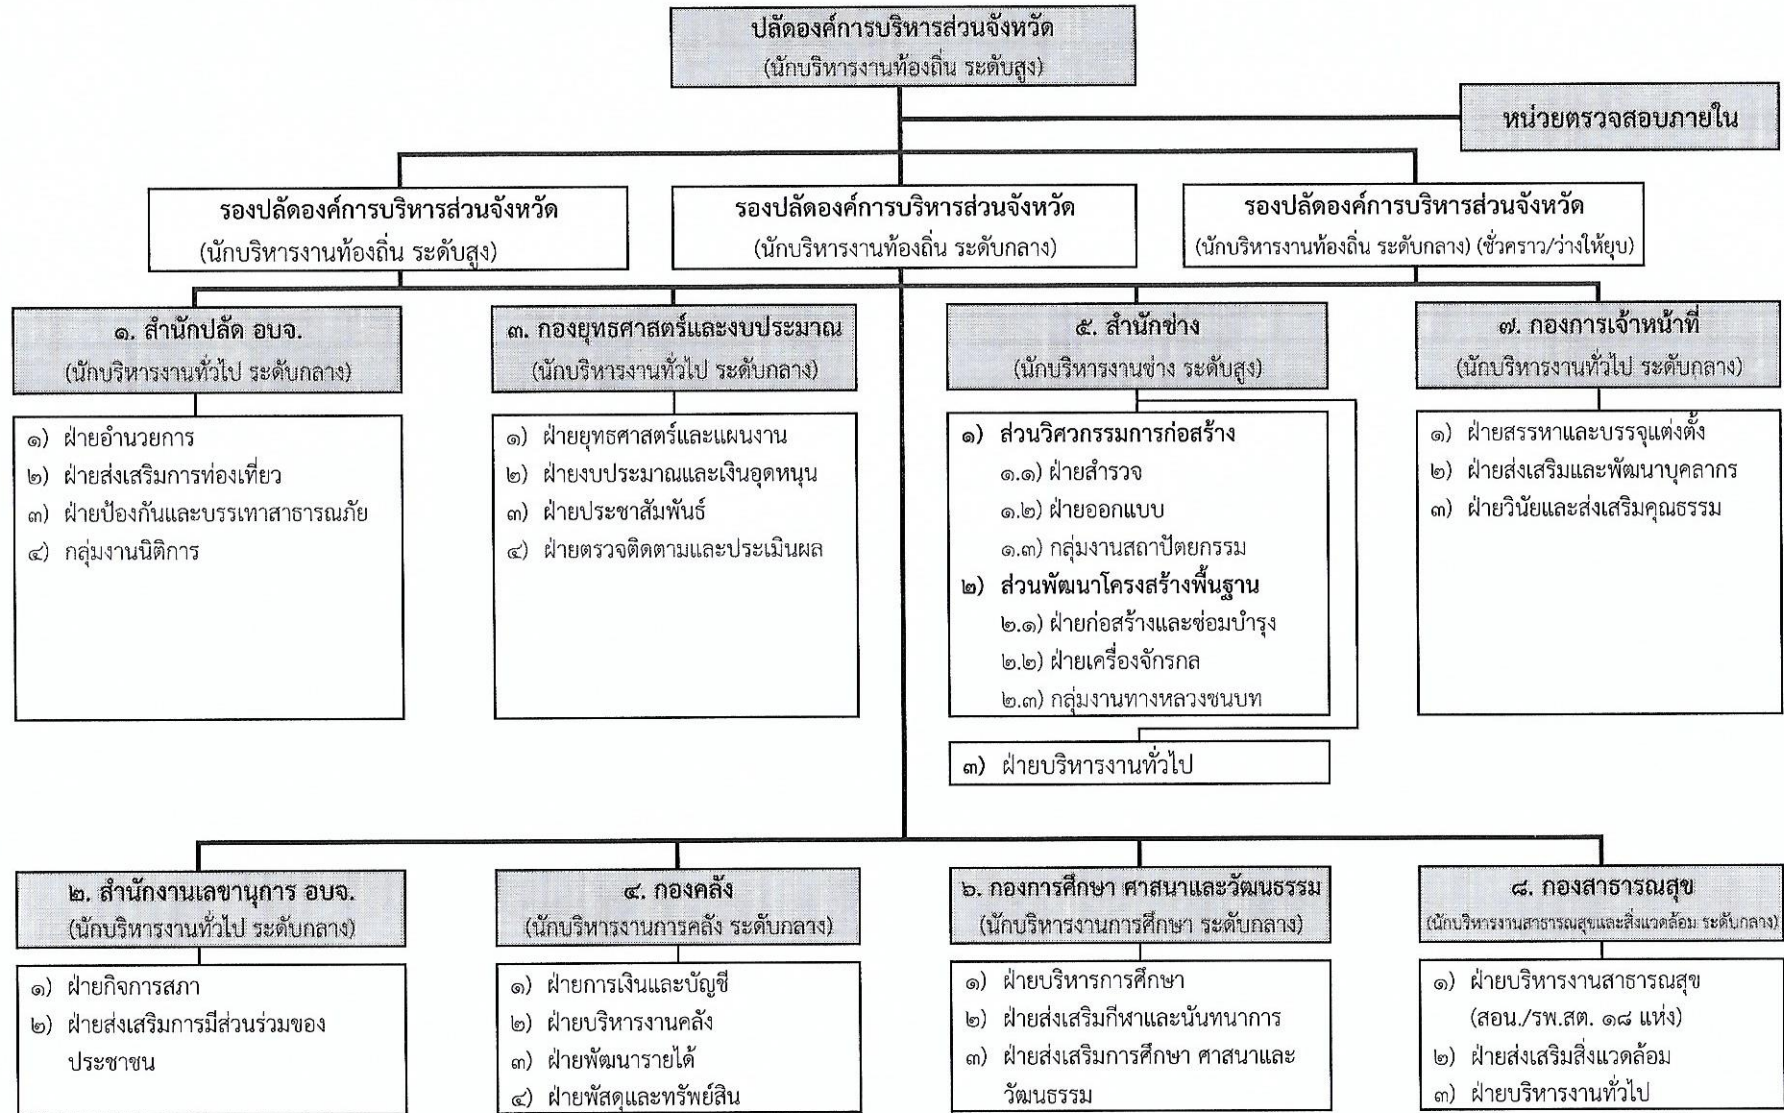 ปลัดองค์การบริหารส่วนจังหวัด
(นักบริหารงานท้องถิ่น ระดับสูง)
หน่วยตรวจสอบภายใน
รองปลัดองค์การบริหารส่วนจังหวัด
(นักบริหารงานท้องถิ่น ระดับสูง)
รองปลัดองค์การบริหารส่วนจังหวัด
(นักบริหารงานท้องถิ่น ระดับกลาง)
รองปลัดองค์การบริหารส่วนจังหวัด
(นักบริหารงานท้องถิ่น ระดับกลาง) (ชั่วคราว/ว่างให้ยุบ)
๑. สำนักปลัด อบจ.
(นักบริหารงานทั่วไป ระดับกลาง)
๑) ฝ่ายอำนวยการ
๒) ฝ่ายส่งเสริมการท่องเที่ยว
๓) ฝ่ายป้องกันและบรรเทาสาธารณภัย
๔) กลุ่มงานนิติการ
๓. กองยุทธศาสตร์และงบประมาณ
(นักบริหารงานทั่วไป ระดับกลาง)
๑) ฝ่ายยุทธศาสตร์และแผนงาน
๒) ฝ่ายงบประมาณและเงินอุดหนุน
๓) ฝ่ายประชาสัมพันธ์
๔) ฝ่ายตรวจติดตามและประเมินผล
๕. สำนักช่าง
(นักบริหารงานช่าง ระดับสูง)
๑) ส่วนวิศวกรรมการก่อสร้าง
๑.๑) ฝ่ายสำรวจ
๑.๒) ฝ่ายออกแบบ
๑.๓) กลุ่มงานสถาปัตยกรรม
๒) ส่วนพัฒนาโครงสร้างพื้นฐาน
๒.๑) ฝ่ายก่อสร้างและซ่อมบำรุง
๒.๒) ฝ่ายเครื่องจักรกล
๒.๓) กลุ่มงานทางหลวงชนบท
๓) ฝ่ายบริหารงานทั่วไป
๗. กองการเจ้าหน้าที่
(นักบริหารงานทั่วไป ระดับกลาง)
๑) ฝ่ายสรรหาและบรรจุแต่งตั้ง
๒) ฝ่ายส่งเสริมและพัฒนาบุคลากร
๓) ฝ่ายวินัยและส่งเสริมคุณธรรม
๒. สำนักงานเลขานุการ อบจ.
(นักบริหารงานทั่วไป ระดับกลาง)
๑) ฝ่ายกิจการสภา
๒) ฝ่ายส่งเสริมการมีส่วนร่วมของ
ประชาชน
๔. กองคลัง
(นักบริหารงานการคลัง ระดับกลาง)
๑) ฝ่ายการเงินและบัญชี
๒) ฝ่ายบริหารงานคลัง
๓) ฝ่ายพัฒนารายได้
๔) ฝ่ายพัสดุและทรัพย์สิน
๖. กองการศึกษา ศาสนาและวัฒนธรรม
(นักบริหารงานการศึกษา ระดับกลาง)
๑) ฝ่ายบริหารการศึกษา
๒) ฝ่ายส่งเสริมกีฬาและนันทนาการ
๓) ฝ่ายส่งเสริมการศึกษา ศาสนาและ
วัฒนธรรม
๘. กองสาธารณสุข
(นักบริหารงานสาธารณสุขและสิ่งแวดล้อม ระดับกลาง)
๑) ฝ่ายบริหารงานสาธารณสุข
(สอน./รพ.สต. ๑๘ แห่ง)
๒) ฝ่ายส่งเสริมสิ่งแวดล้อม
๓) ฝ่ายบริหารงานทั่วไป